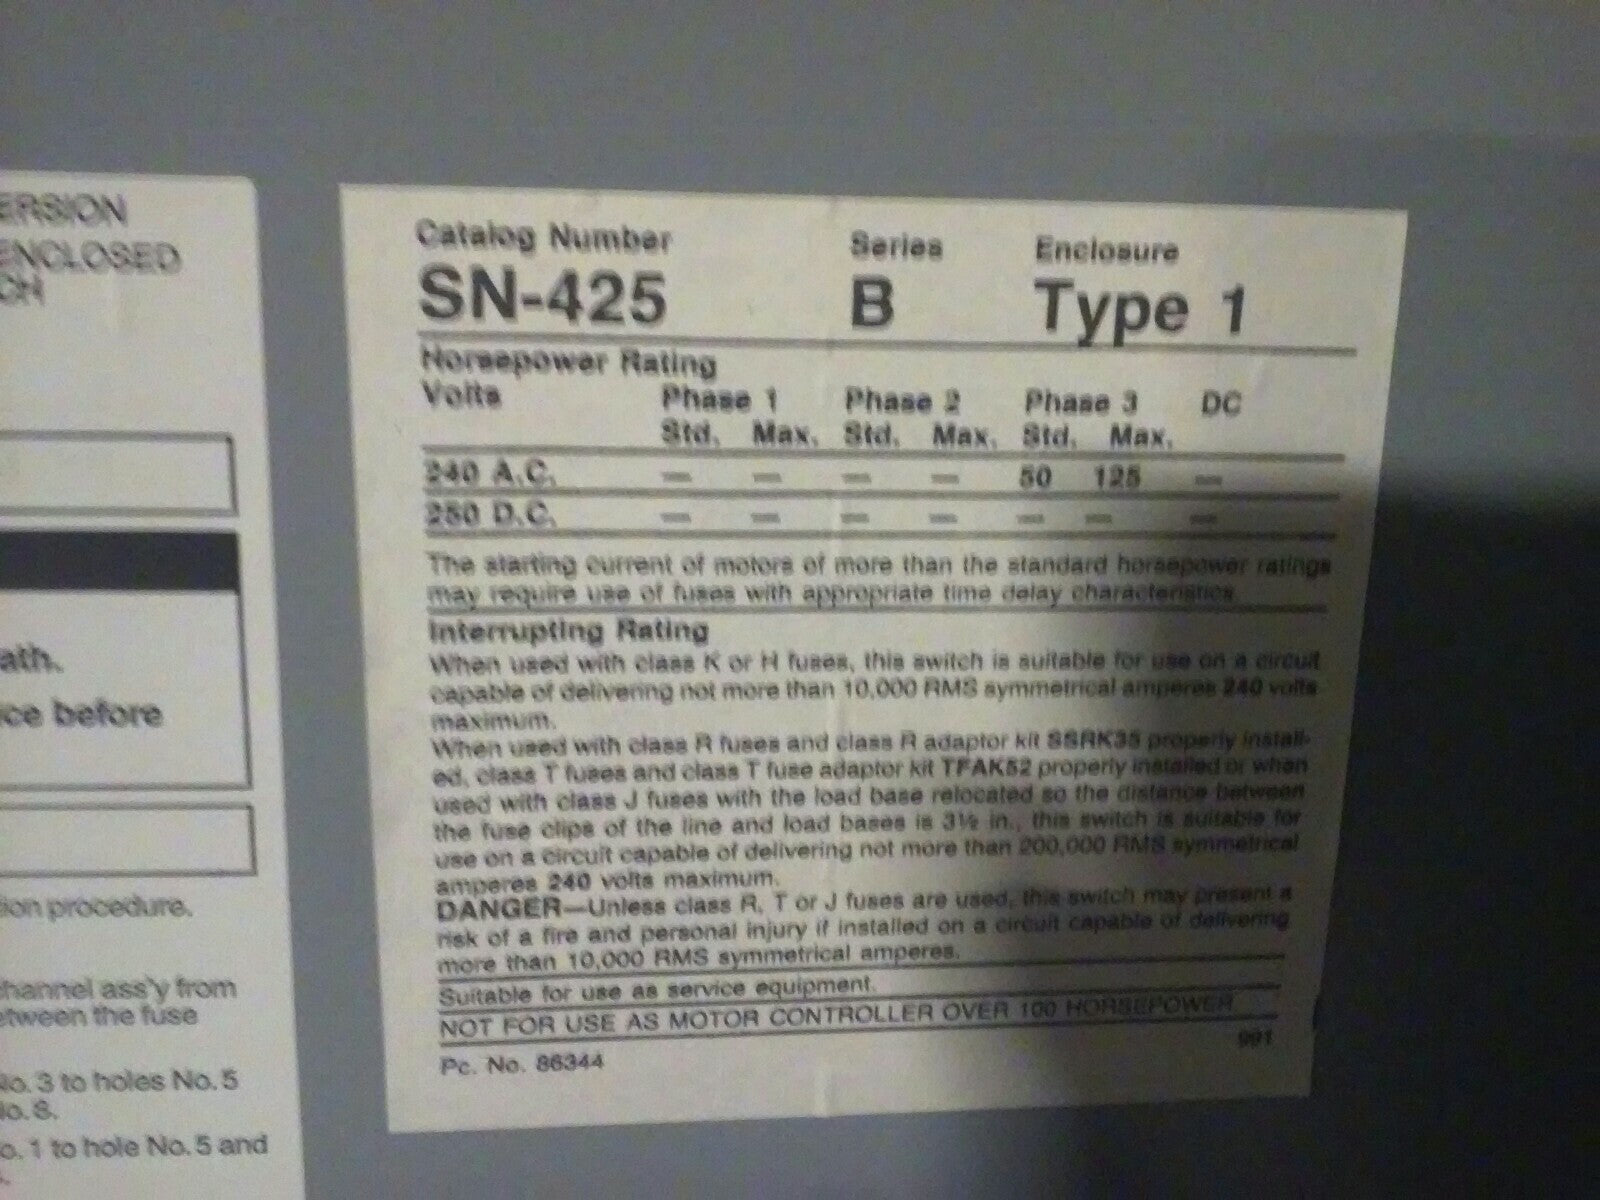 ERSION
ENCLOSED
CH
ath.
ce before
ion procedure.
hannel ass'y from
etween the fuse
No. 3 to holes No. 5
No. 8.
o. 1 to hole No. 5 and
Catalog Number Series Enclosure
SN-425 B Type 1
Horsepower Rating
Volts Phase 1 Phase 2 Phase 3 DC
Std. Max. Std. Max. Std. Max.
240 A.C. — — — — 50 125 —
250 D.C. — — — — — — —
The starting current of motors of more than the standard horsepower ratings
may require use of fuses with appropriate time delay characteristics.
Interrupting Rating
When used with class K or H fuses, this switch is suitable for use on a circuit
capable of delivering not more than 10,000 RMS symmetrical amperes 240 volts
maximum.
When used with class R fuses and class R adaptor kit SSRK35 properly install-
ed, class T fuses and class T fuse adaptor kit TFAK52 properly installed or when
used with class J fuses with the load base relocated so the distance between
the fuse clips of the line and load bases is 3½ in., this switch is suitable for
use on a circuit capable of delivering not more than 200,000 RMS symmetrical
amperes 240 volts maximum.
DANGER—Unless class R, T or J fuses are used, this switch may present a
risk of a fire and personal injury if installed on a circuit capable of delivering
more than 10,000 RMS symmetrical amperes.
Suitable for use as service equipment.
NOT FOR USE AS MOTOR CONTROLLER OVER 100 HORSEPOWER
991
Pc. No. 86344